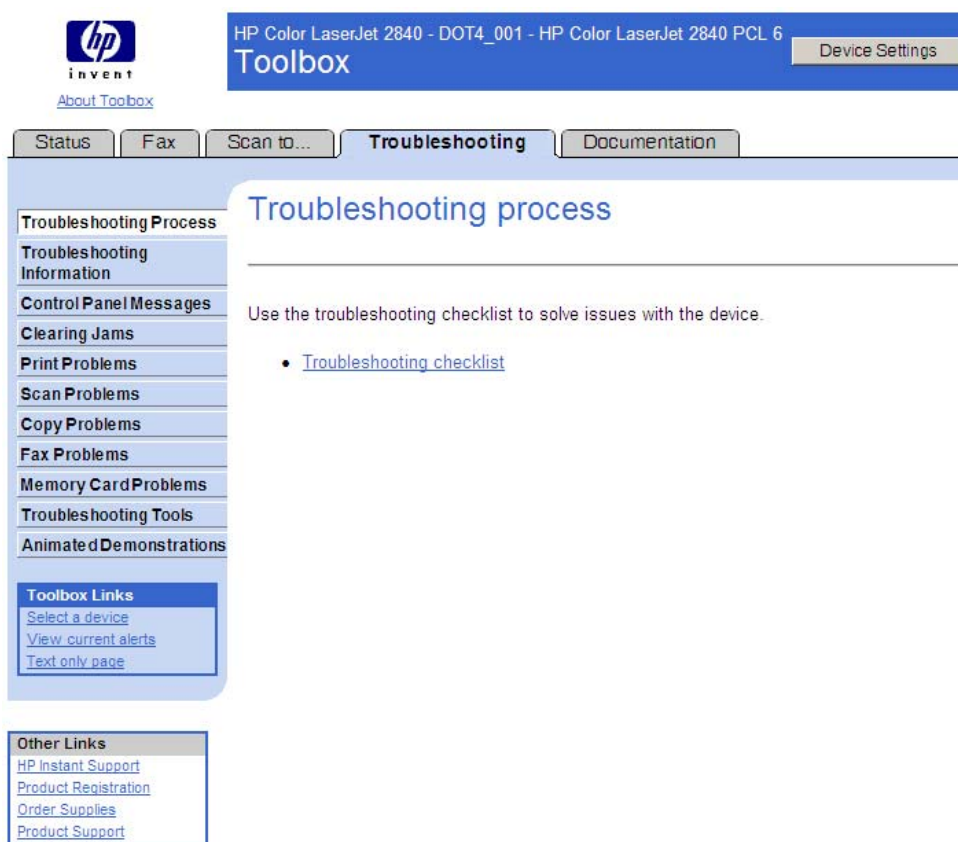 hp
invent
About Toolbox
HP Color LaserJet 2840 - DOT4_001 - HP Color LaserJet 2840 PCL 6
Toolbox
Device Settings
Status
Fax
Scan to...
Troubleshooting
Documentation
Troubleshooting Process
Troubleshooting
Information
Control Panel Messages
Clearing Jams
Print Problems
Scan Problems
Copy Problems
Fax Problems
Memory Card Problems
Troubleshooting Tools
Animated Demonstrations
Toolbox Links
Select a device
View current alerts
Text only page
Other Links
HP Instant Support
Product Registration
Order Supplies
Product Support
Troubleshooting process
Use the troubleshooting checklist to solve issues with the device.
• Troubleshooting checklist